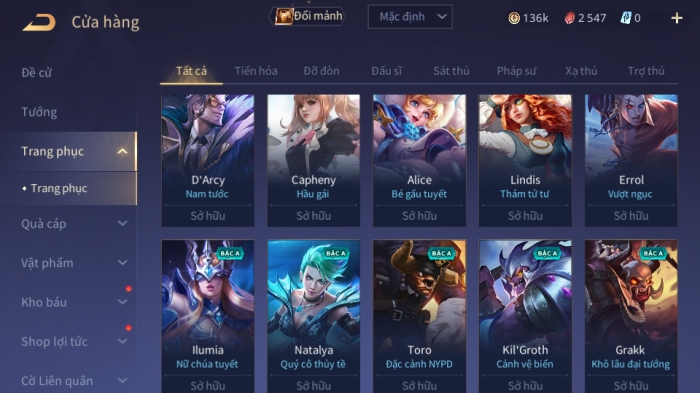 Cửa hàng
Đổi mảnh
Mặc định
136k
2 547
0
Đề cử
Tướng
Trang phục
Trang phục
Quà cáp
Vật phẩm
Kho báu
Shop lợi tức
Cờ Liên quân
Tất cả
Tiến hóa
Đỡ đòn
Đấu sĩ
Sát thủ
Pháp sư
Xạ thủ
Trợ thủ
D'Arcy
Nam tước
Sở hữu
Capheny
Hầu gái
Sở hữu
Alice
Bé gấu tuyết
Sở hữu
Lindis
Thám tử tư
Sở hữu
Errol
Vượt ngục
Sở hữu
BẬC A
Ilumia
Nữ chúa tuyết
Sở hữu
BẬC A
Natalya
Quý cô thủy tề
Sở hữu
BẬC A
Toro
Đặc cảnh NYPD
Sở hữu
BẬC A
Kil'Groth
Cảnh vệ biển
Sở hữu
BẬC A
Grakk
Khô lâu đại tướng
Sở hữu